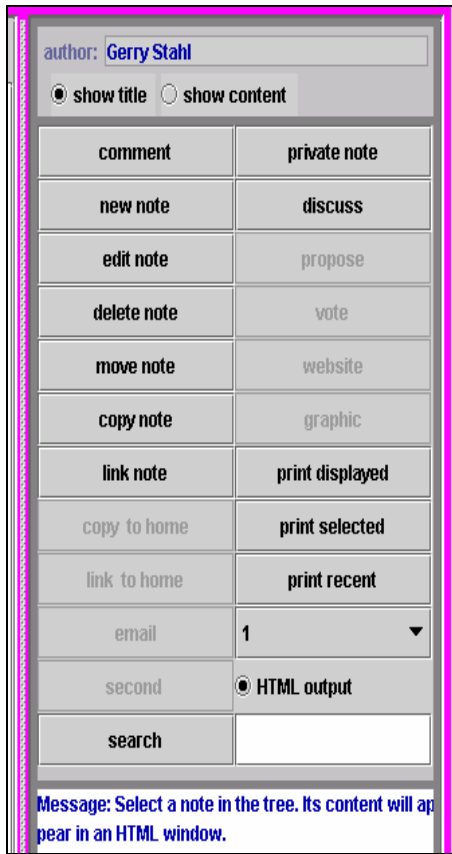 author: Gerry Stahl
show title show content
comment private note
new note discuss
edit note propose
delete note vote
move note website
copy note graphic
link note print displayed
copy to home print selected
link to home print recent
email 1
second HTML output
search
Message: Select a note in the tree. Its content will ap
pear in an HTML window.